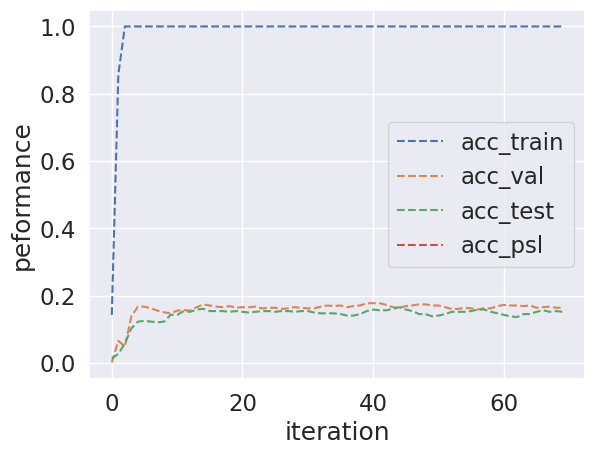 1.0
0.8
0.6
0.4
0.2
0.0
peformance
acc_train
acc_val
acc_test
acc_psl
0 20 40 60
iteration